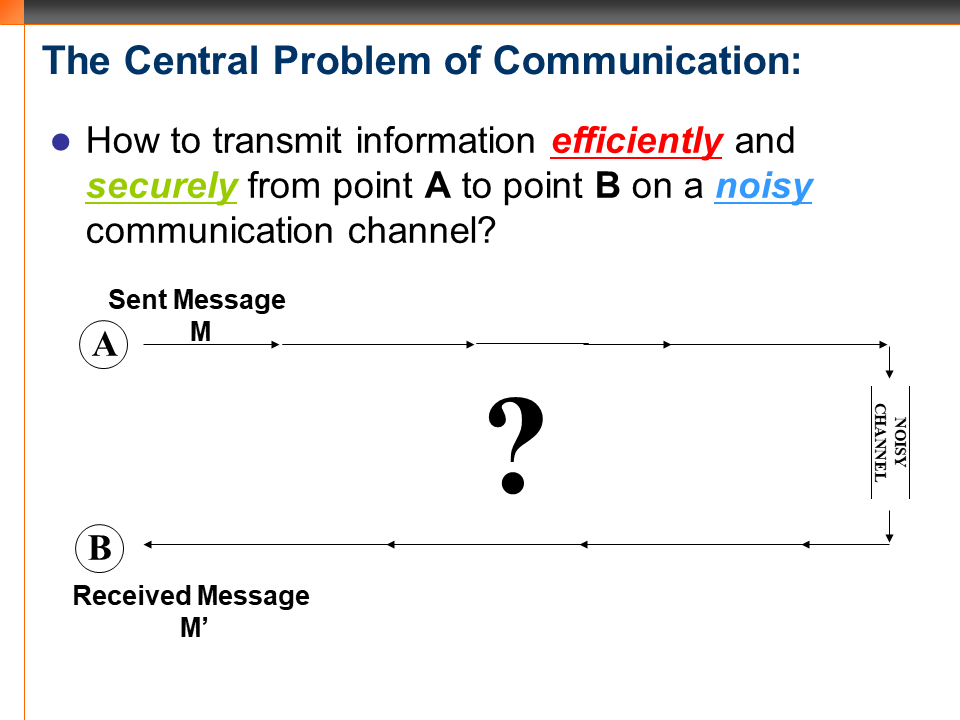 The Central Problem of Communication:
How to transmit information efficiently and
securely from point A to point B on a noisy
communication channel?
Sent Message
M
A
?
NOISY
CHANNEL
B
Received Message
M’